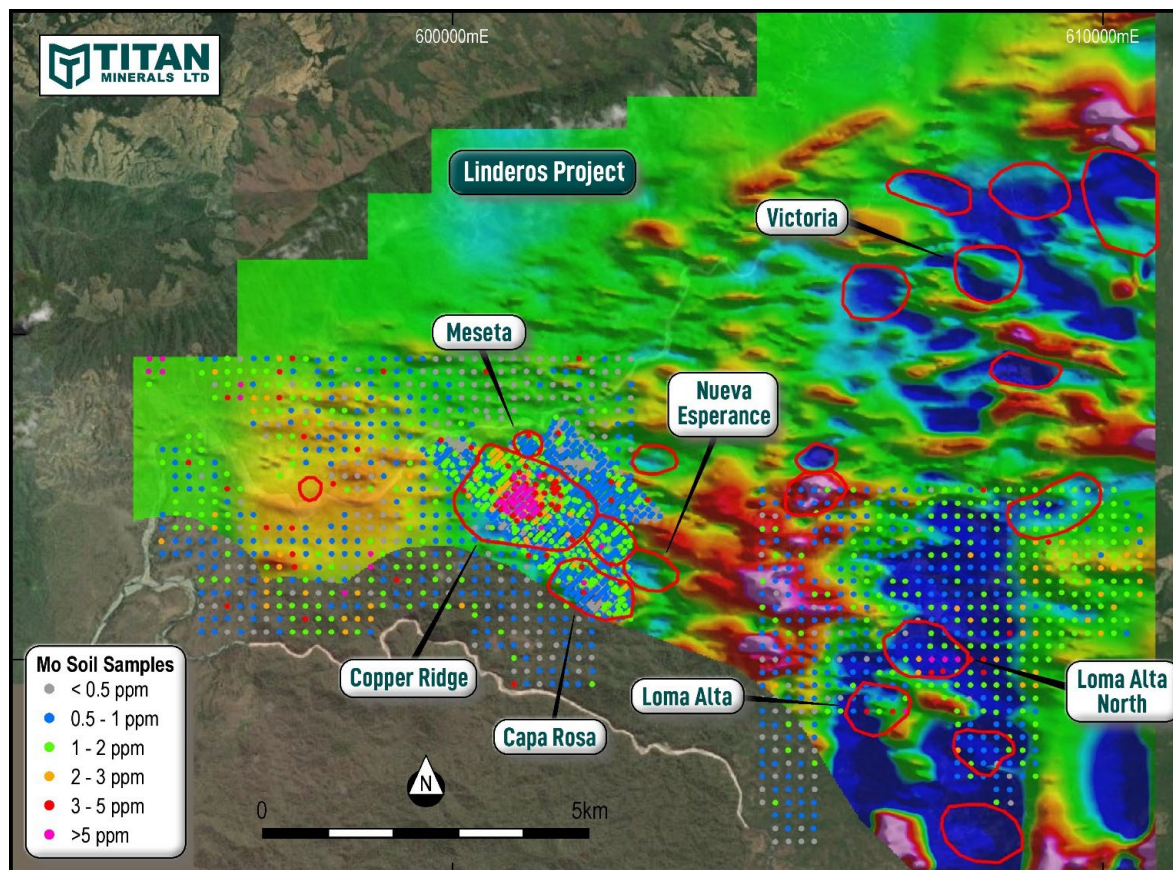 TITAN
MINERALS LTD
600000mE
610000mE
Linderos Project
Victoria
Meseta
Nueva
Esperance
Copper Ridge
Capa Rosa
Loma Alta
Loma Alta
North
Mo Soil Samples
< 0.5 ppm
0.5 - 1 ppm
1 - 2 ppm
2 - 3 ppm
3 - 5 ppm
>5 ppm
N
0
5km